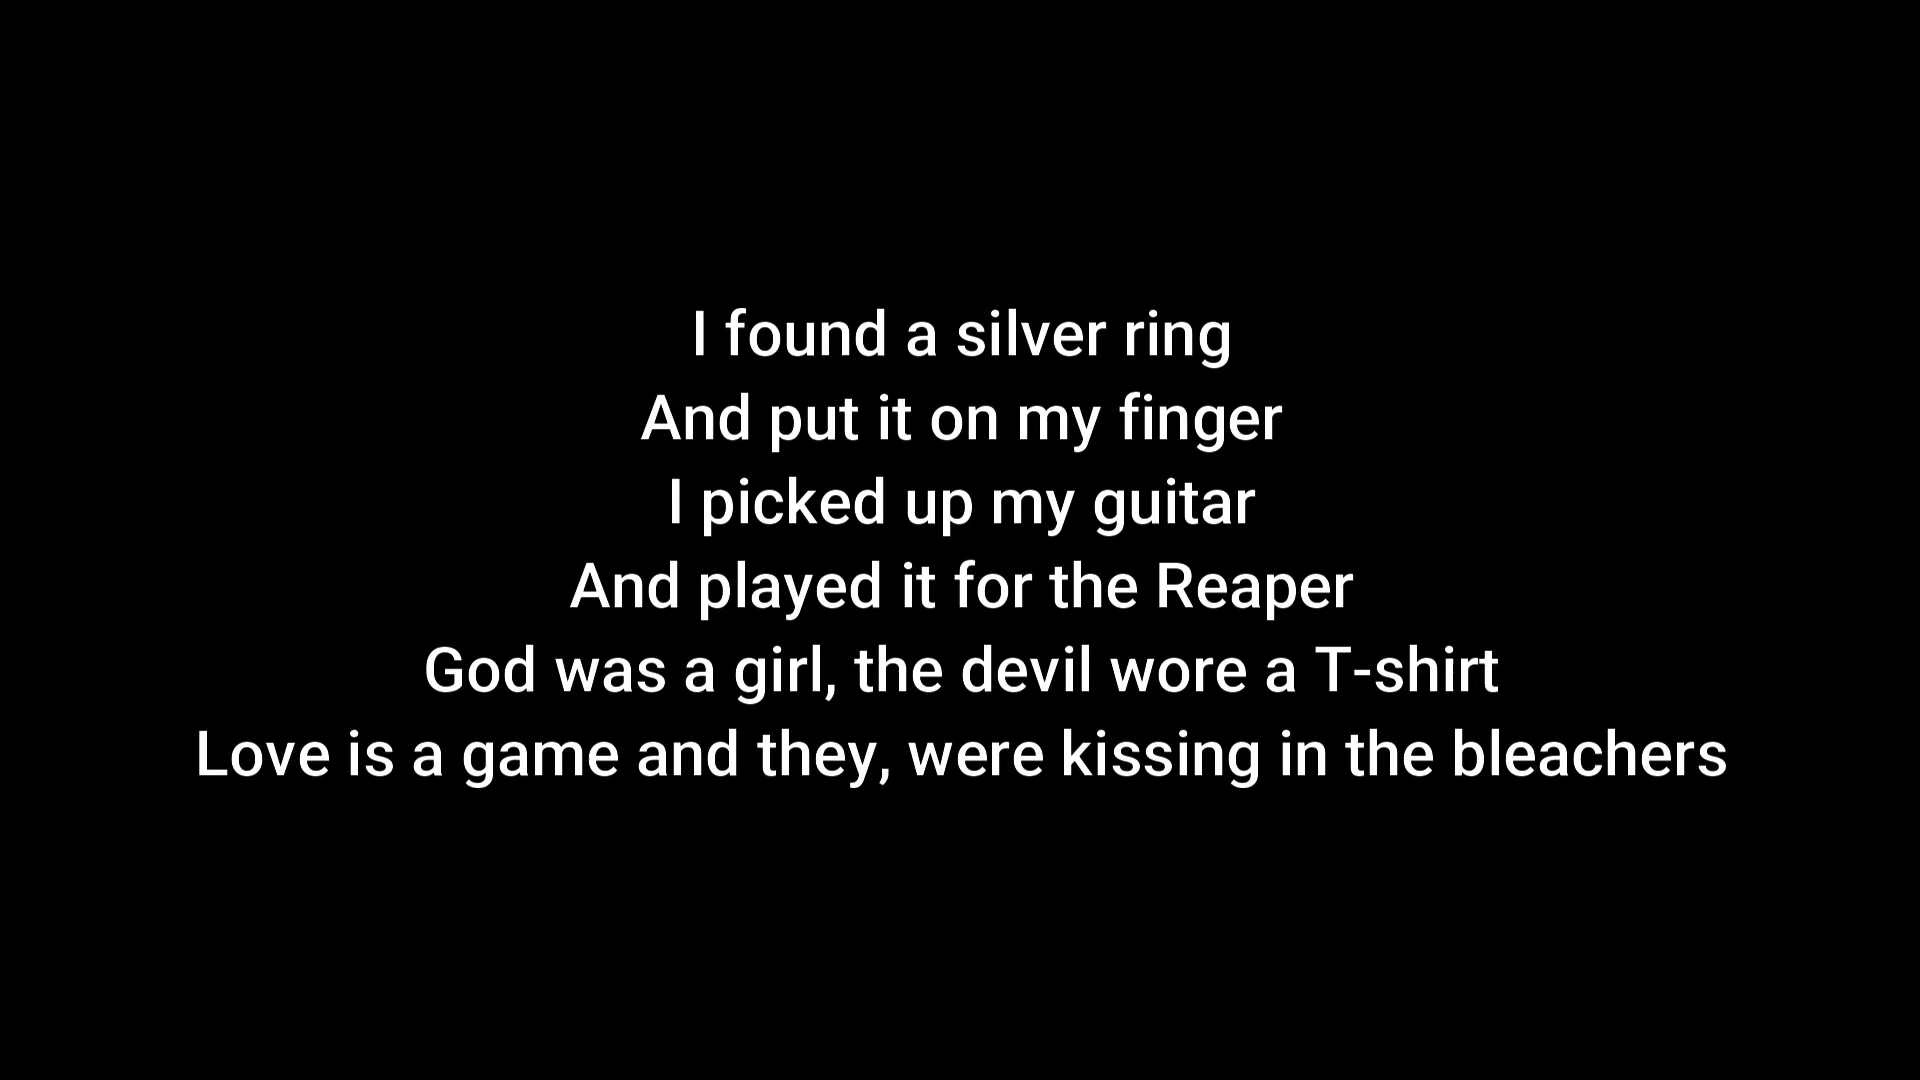 I found a silver ring
And put it on my finger
I picked up my guitar
And played it for the Reaper
God was a girl, the devil wore a T-shirt
Love is a game and they, were kissing in the bleachers